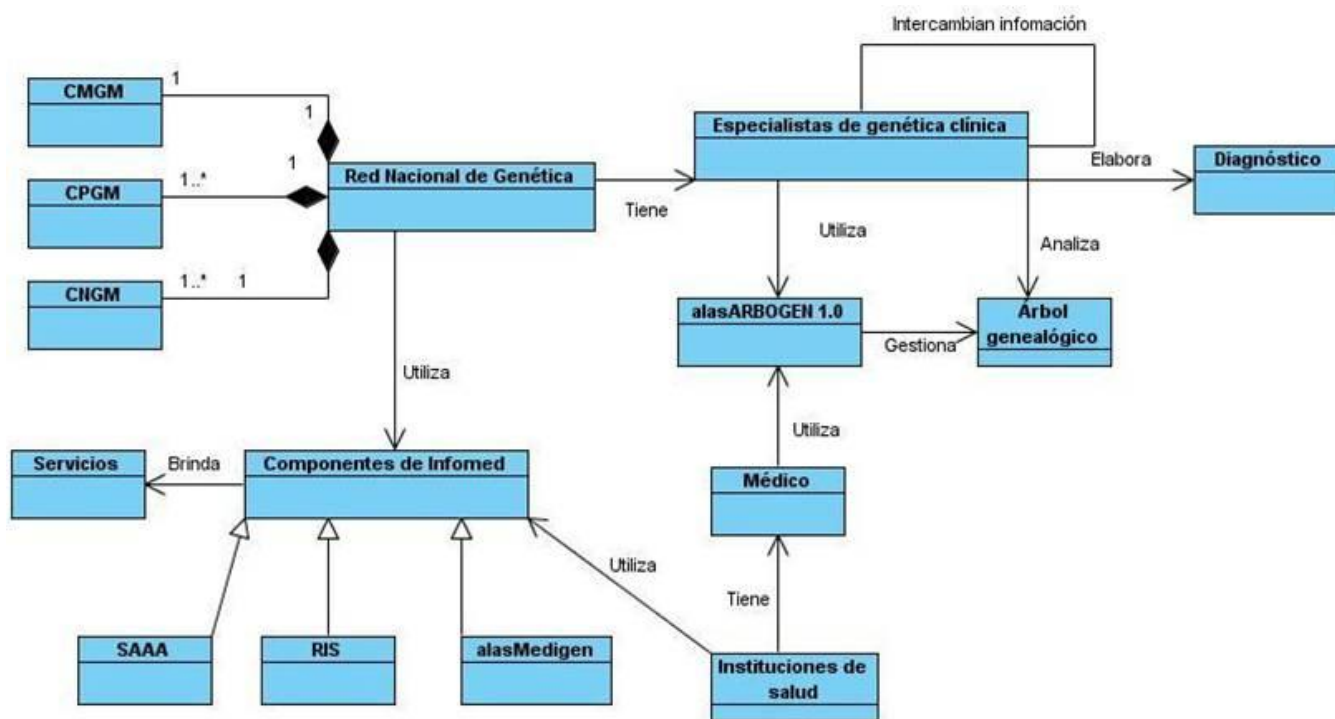 Intercambian infomación
CMGM
1
1
Especialistas de genética clínica
Red Nacional de Genética
Tiene
Elabora
Diagnóstico
CPGM
1..*
1
Utiliza
Analiza
CNGM
1..*
1
alasARBOGEN 1.0
Gestiona
Árbol
genealógico
Utiliza
Utiliza
Servicios
Brinda
Componentes de Infomed
Médico
Utiliza
Tiene
SAAA
RIS
alasMedigen
Instituciones de
salud